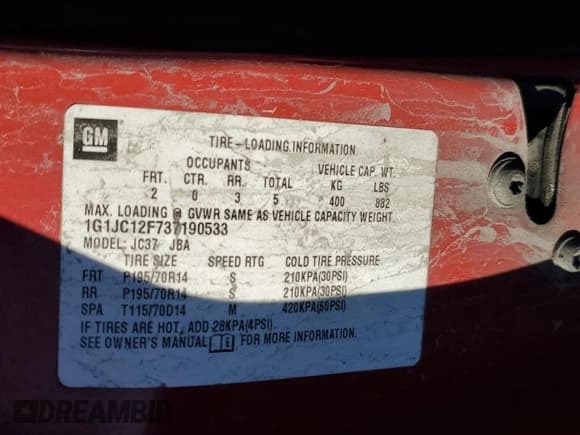 GM
TIRE-LOADING INFORMATION
OCCUPANTS VEHICLE CAP. WT.
FRT. CTR. RR. TOTAL KG LBS
2 0 3 5 400 882
MAX. LOADING @ GVWR SAME AS VEHICLE CAPACITY WEIGHT.
1G1JC12F737190533
MODEL: JC37 JBA
TIRE SIZE SPEED RTG COLD TIRE PRESSURE
FRT P195/70R14 S 210KPA(30PSI)
RR P195/70R14 S 210KPA(30PSI)
SPA T115/70D14 M 420KPA(60PSI)
IF TIRES ARE HOT, ADD 28KPA(4PSI).
SEE OWNER'S MANUAL FOR MORE INFORMATION.
DREAMBID